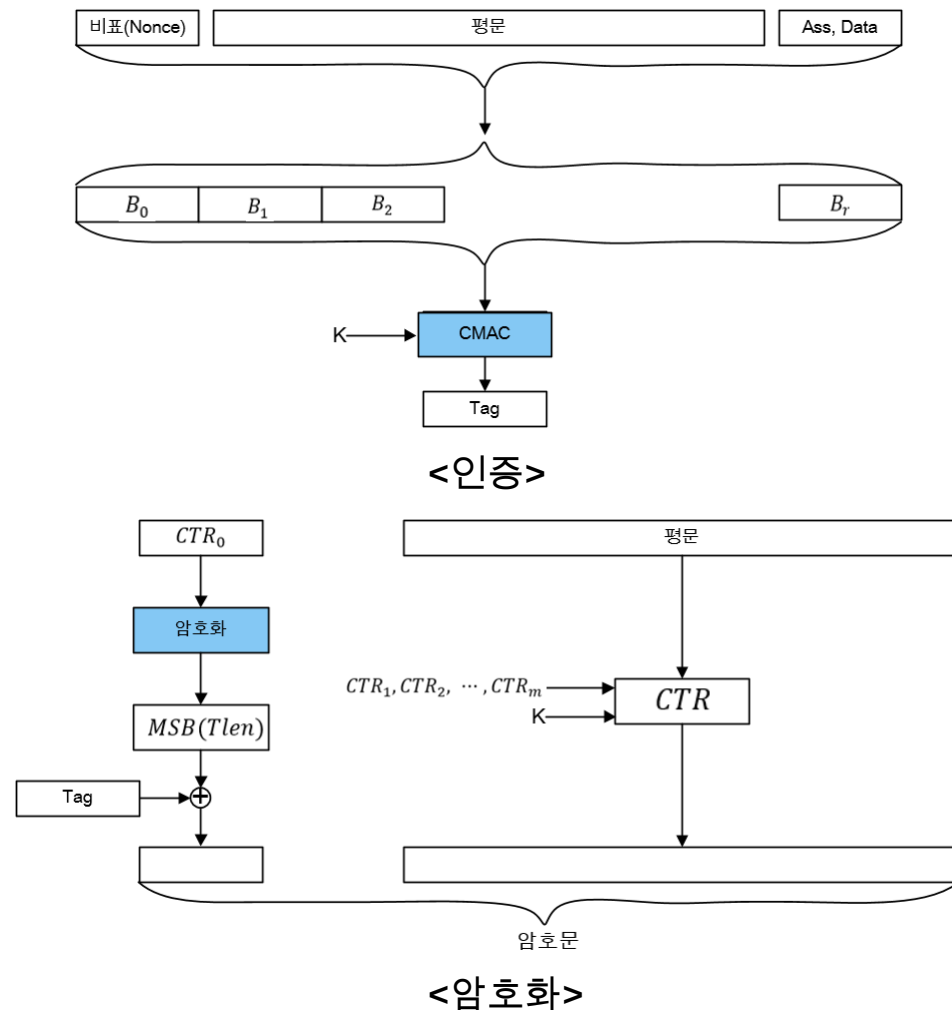 비표(Nonce) 평문 Ass, Data
B₀ B₁ B₂ Bᵣ
K CMAC
Tag
<인증>
CTR₀ 평문
암호화
CTR₁, CTR₂, ⋯, CTRₘ CTR
K
MSB(Tlen)
Tag
암호문
<암호화>